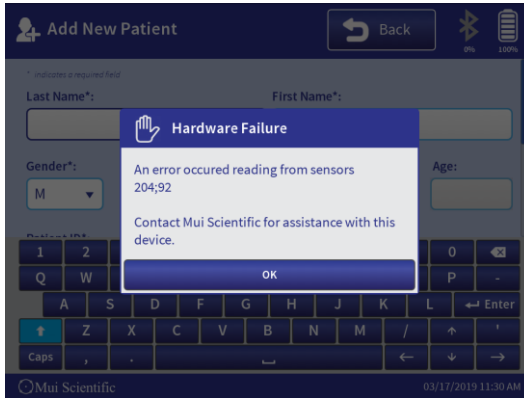 Add New Patient
Back
0%
100%
* indicates a required field
Last Name*:
First Name*:
Hardware Failure
An error occured reading from sensors
204;92
Contact Mui Scientific for assistance with this
device.
OK
Gender*:
Age:
M
Patient ID*:
1 2 0
Q W P -
A S D F G H J K L Enter
Z X C V B N M / '
Caps , .
Mui Scientific
03/17/2019 11:30 AM